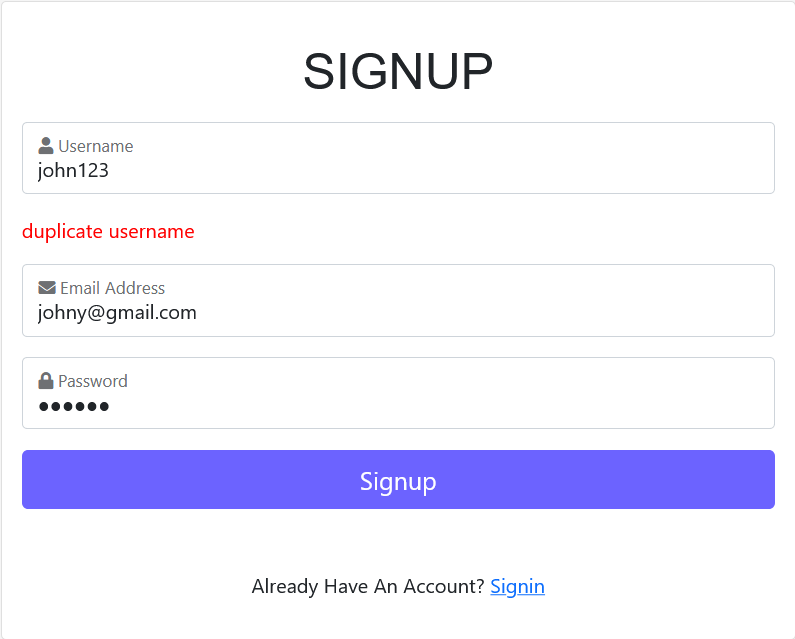 SIGNUP
Username
john123
duplicate username
Email Address
johny@gmail.com
Password
••••••
Signup
Already Have An Account? Signin